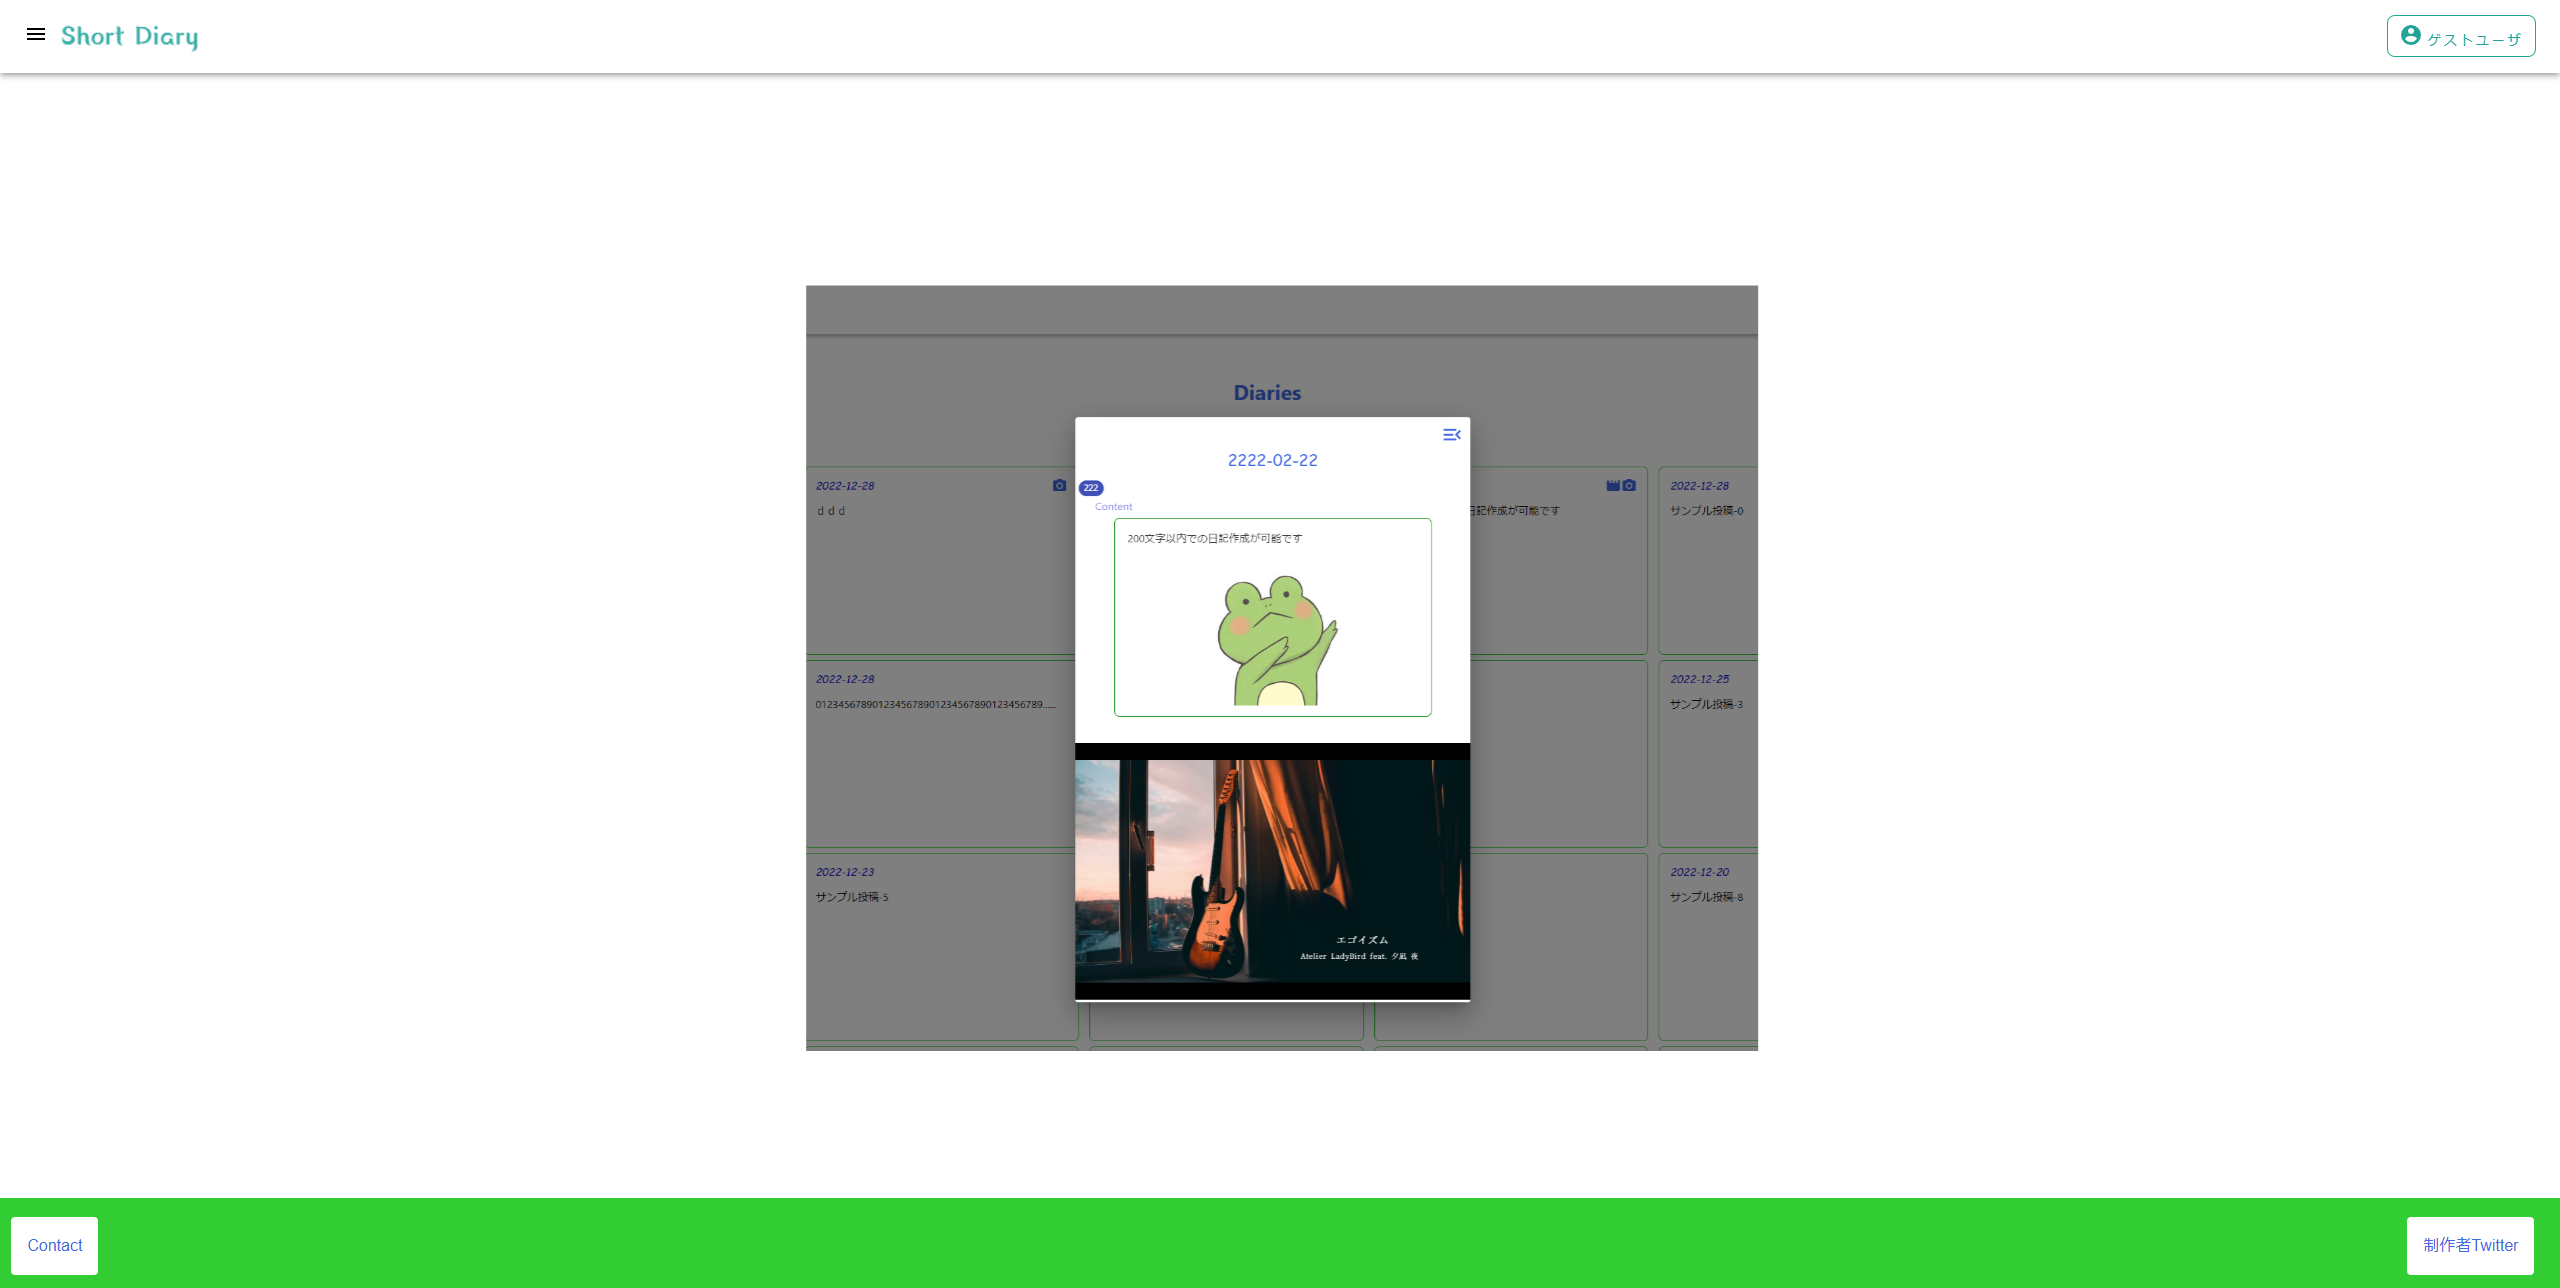 Short Diary
ゲストユーザ
Diaries
2222-02-22
222
Content
200文字以内での日記作成が可能です
エゴイズム
Atelier LadyBird feat. 夕凪 夜
2022-12-28
ｄｄｄ
日記作成が可能です
2022-12-28
サンプル投稿-0
2022-12-28
0123456789012345678901234567890123456789......
2022-12-25
サンプル投稿-3
2022-12-23
サンプル投稿-5
2022-12-20
サンプル投稿-8
Contact
制作者Twitter